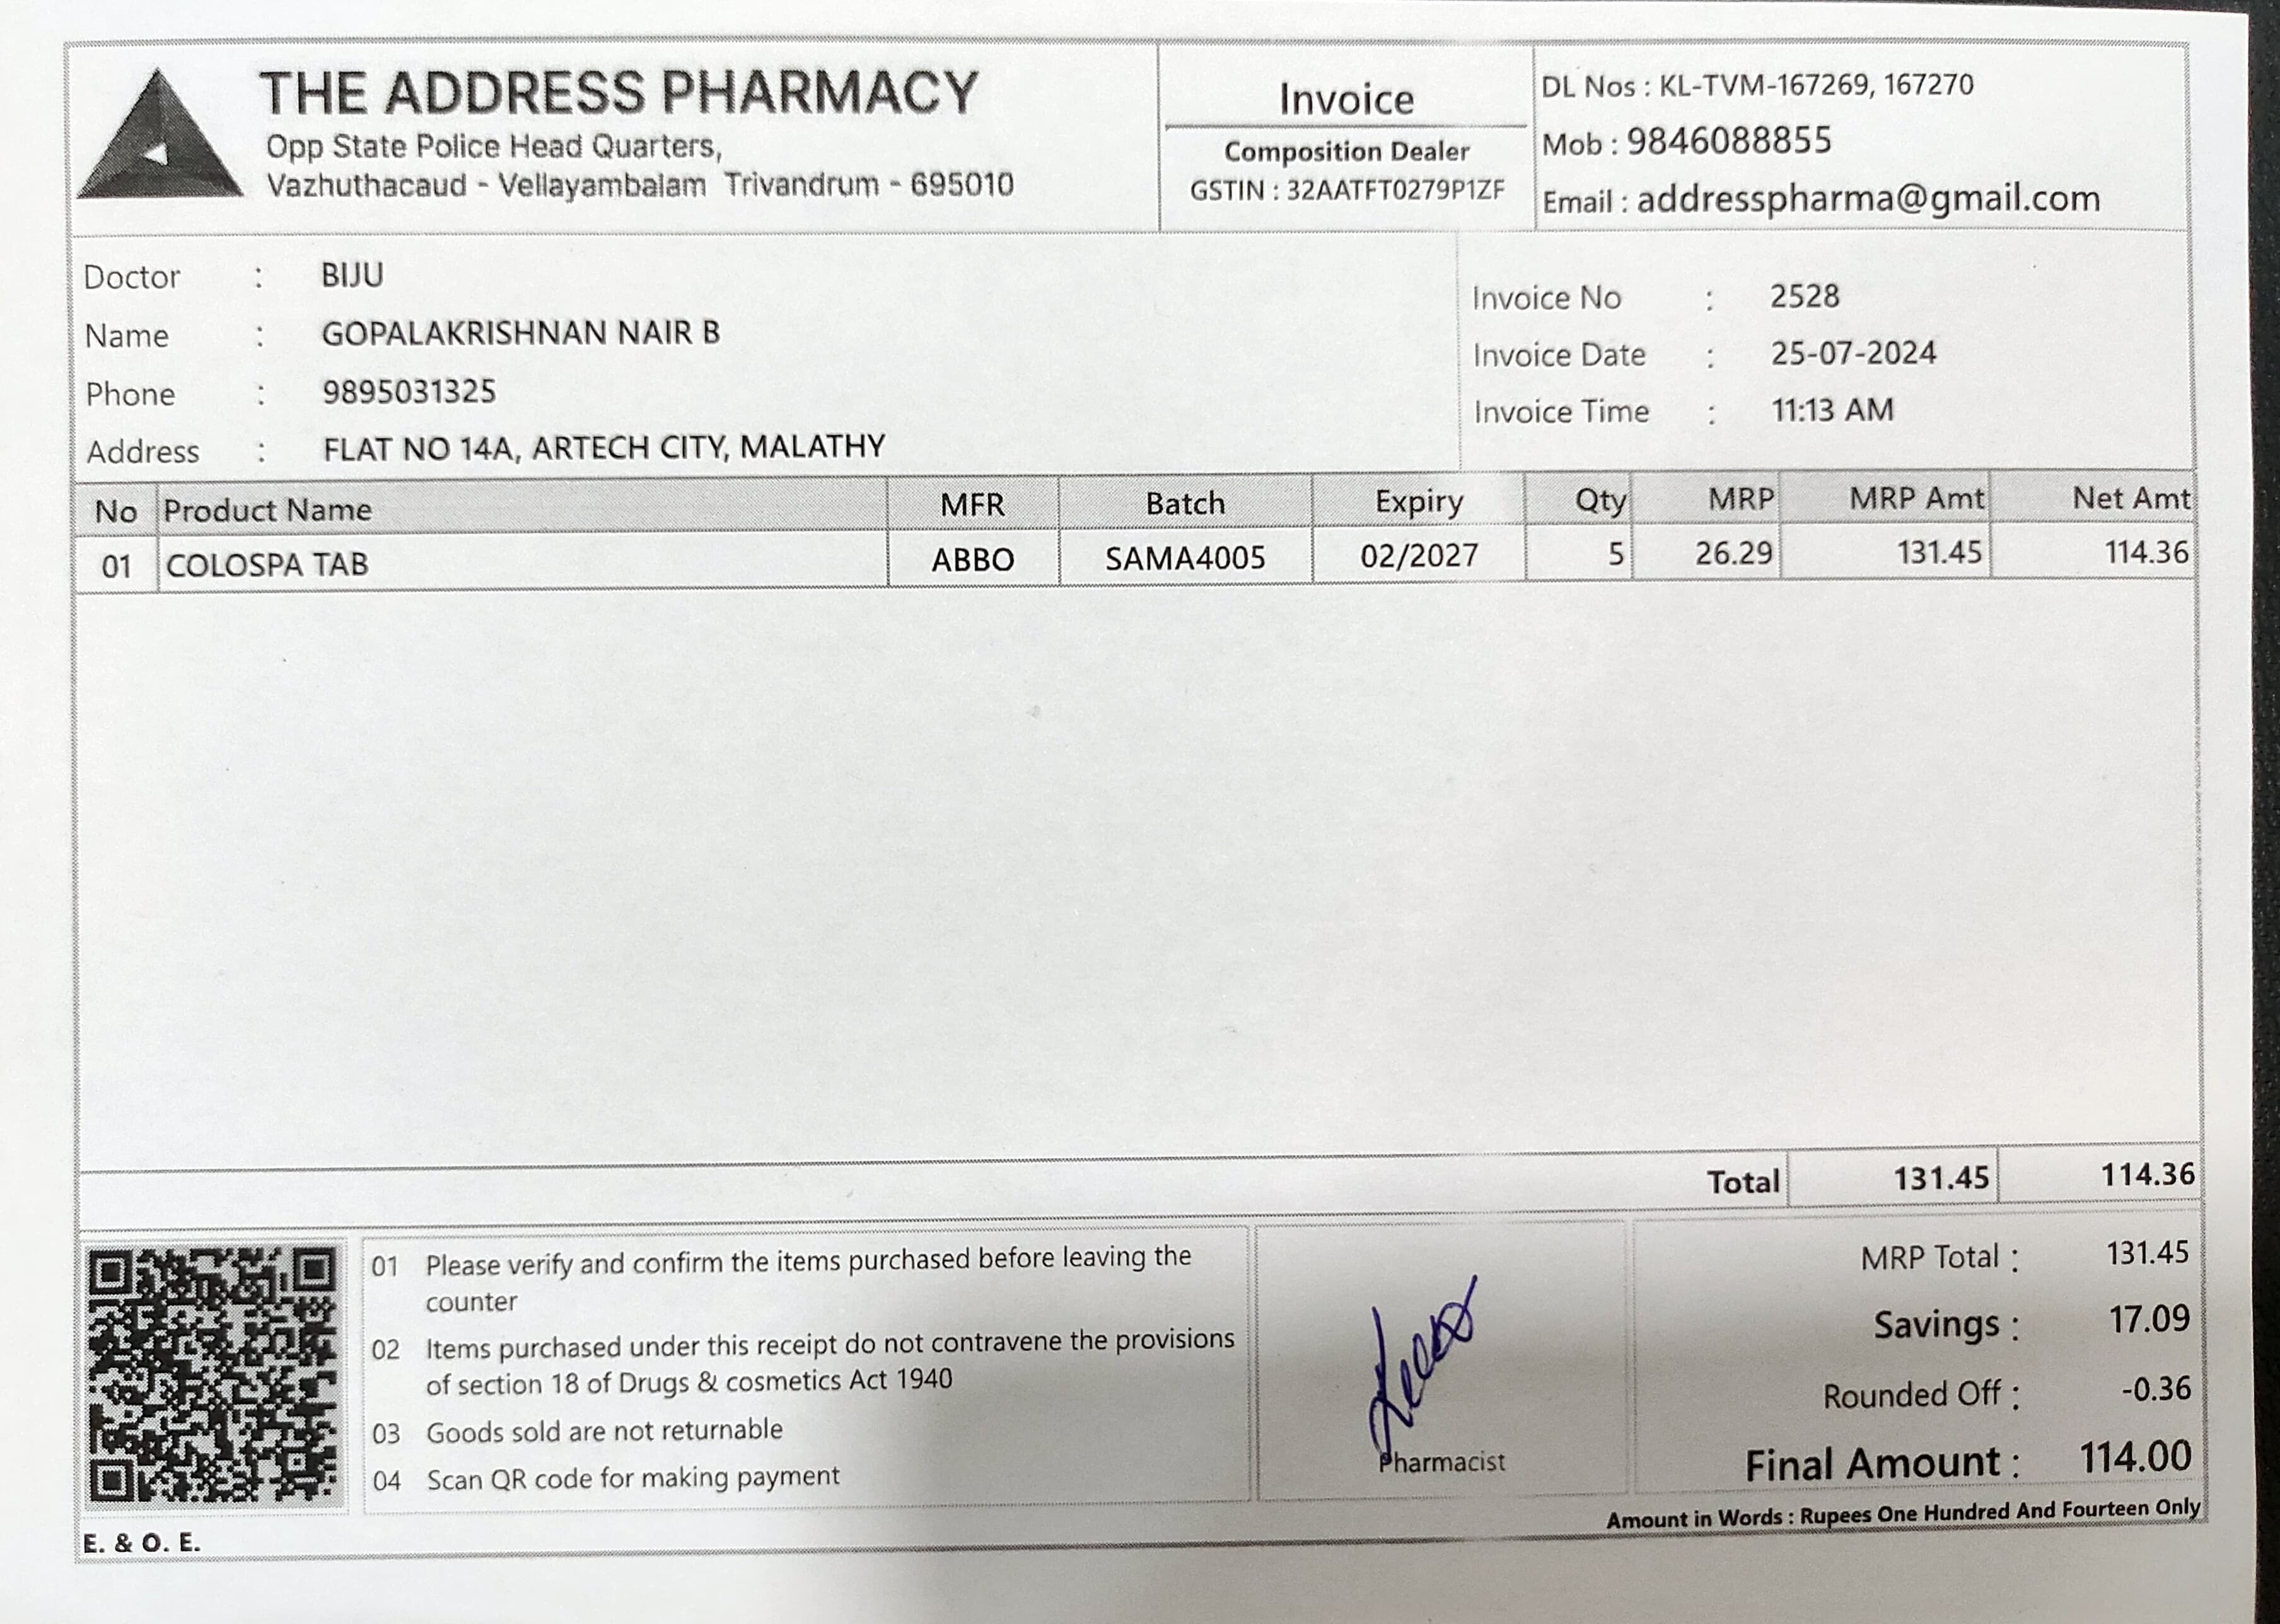 THE ADDRESS PHARMACY
Opp State Police Head Quarters,
Vazhuthacaud - Vellayambalam Trivandrum - 695010
Invoice
Composition Dealer
GSTIN : 32AATFT0279P1ZF
DL Nos : KL-TVM-167269, 167270
Mob : 9846088855
Email : addresspharma@gmail.com
Doctor : BIJU
Name : GOPALAKRISHNAN NAIR B
Phone : 9895031325
Address : FLAT NO 14A, ARTECH CITY, MALATHY
Invoice No : 2528
Invoice Date : 25-07-2024
Invoice Time : 11:13 AM
No Product Name MFR Batch Expiry Qty MRP MRP Amt Net Amt
01 COLOSPA TAB ABBO SAMA4005 02/2027 5 26.29 131.45 114.36
Total 131.45 114.36
01 Please verify and confirm the items purchased before leaving the
counter
02 Items purchased under this receipt do not contravene the provisions
of section 18 of Drugs & cosmetics Act 1940
03 Goods sold are not returnable
04 Scan QR code for making payment
Pharmacist
MRP Total : 131.45
Savings : 17.09
Rounded Off : -0.36
Final Amount : 114.00
Amount in Words : Rupees One Hundred And Fourteen Only
E. & O. E.